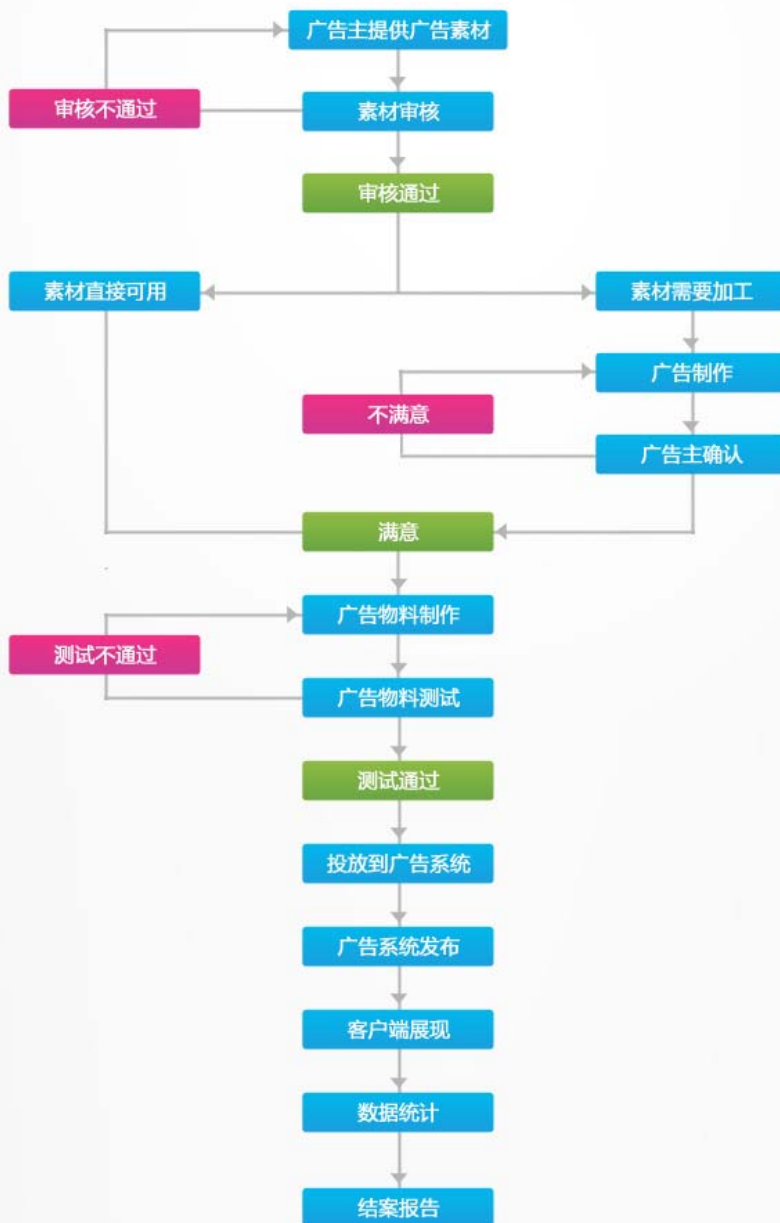 广告主提供广告素材
审核不通过
素材审核
审核通过
素材直接可用
素材需要加工
广告制作
不满意
广告主确认
满意
广告物料制作
测试不通过
广告物料测试
测试通过
投放到广告系统
广告系统发布
客户端展现
数据统计
结案报告